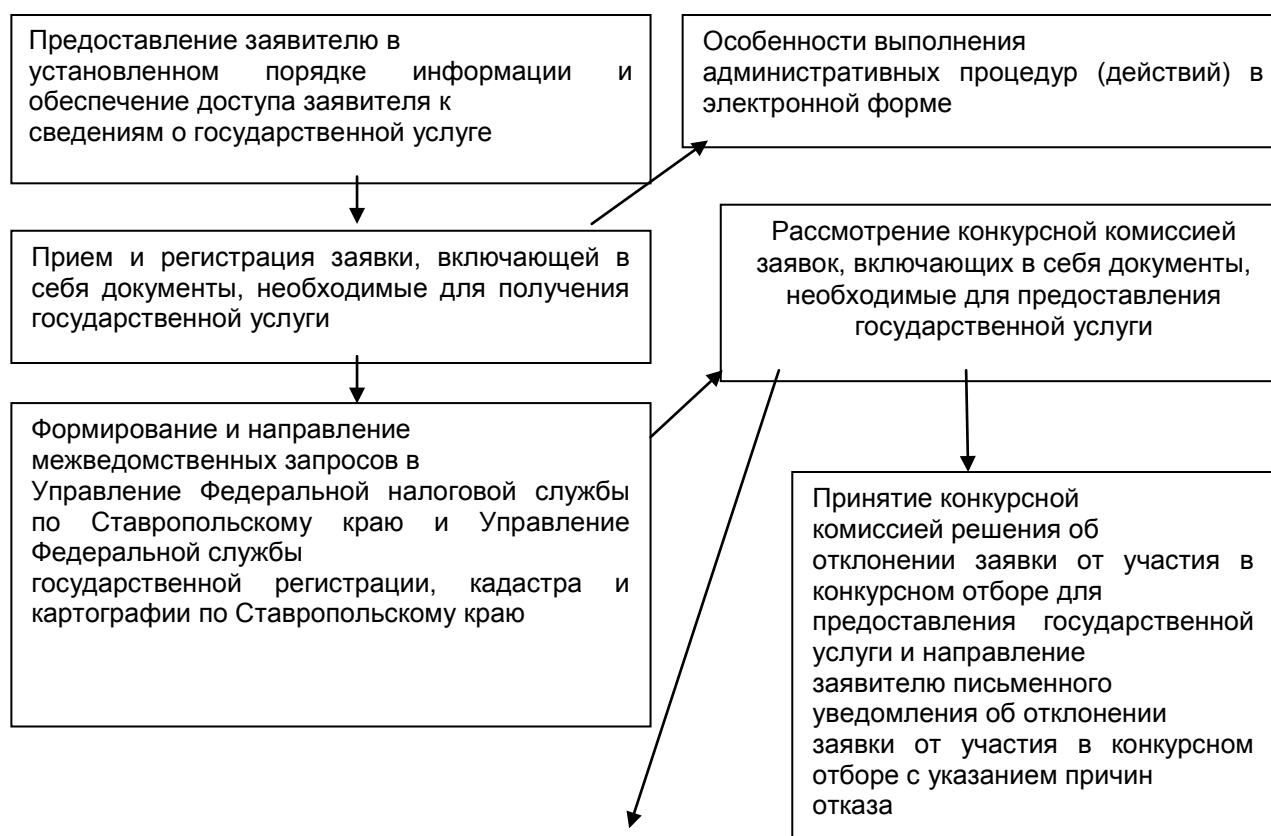 Предоставление заявителю в
установленном порядке информации и
обеспечение доступа заявителя к
сведениям о государственной услуге
Особенности выполнения
административных процедур (действий) в
электронной форме
Прием и регистрация заявки, включающей в
себя документы, необходимые для получения
государственной услуги
Рассмотрение конкурсной комиссией
заявок, включающих в себя документы,
необходимые для предоставления
государственной услуги
Формирование и направление
межведомственных запросов в
Управление Федеральной налоговой службы
по Ставропольскому краю и Управление
Федеральной службы
государственной регистрации, кадастра и
картографии по Ставропольскому краю
Принятие конкурсной
комиссией решения об
отклонении заявки от участия в
конкурсном отборе для
предоставления государственной
услуги и направление
заявителю письменного
уведомления об отклонении
заявки от участия в конкурсном
отборе с указанием причин
отказа